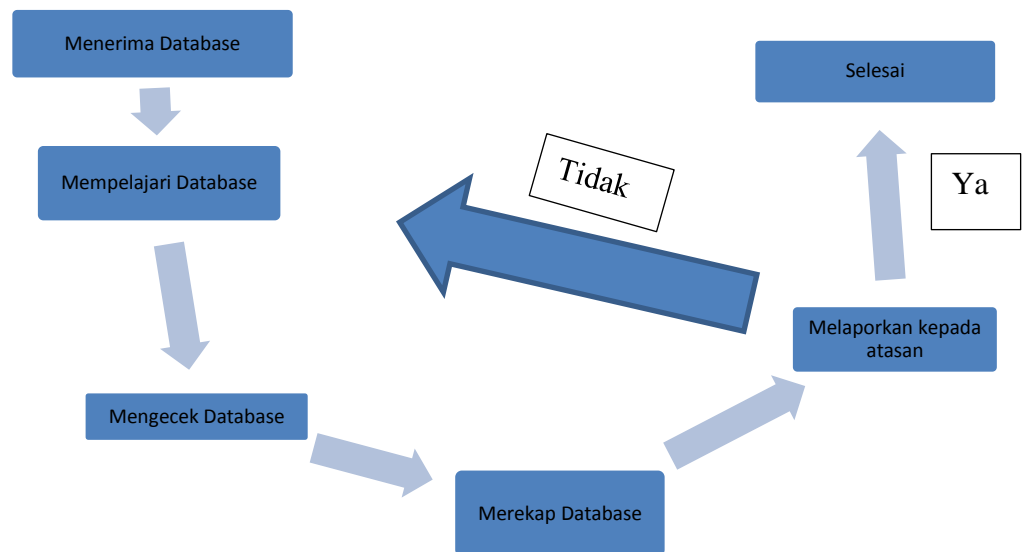 Menerima Database
Mempelajari Database
Mengecek Database
Merekap Database
Melaporkan kepada
atasan
Tidak
Ya
Selesai